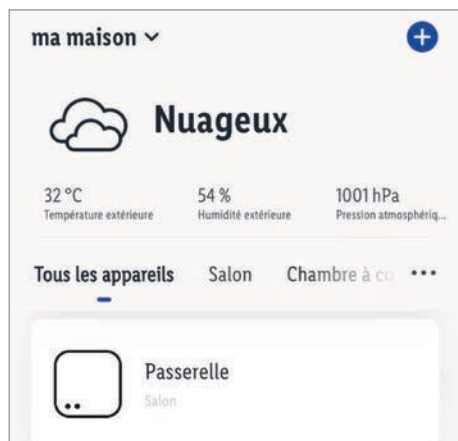 ma maison
Nuageux
32 °C 54 % 1001 hPa
Température extérieure Humidité extérieure Pression atmosphériq...
Tous les appareils Salon Chambre à co ...
Passerelle
Salon